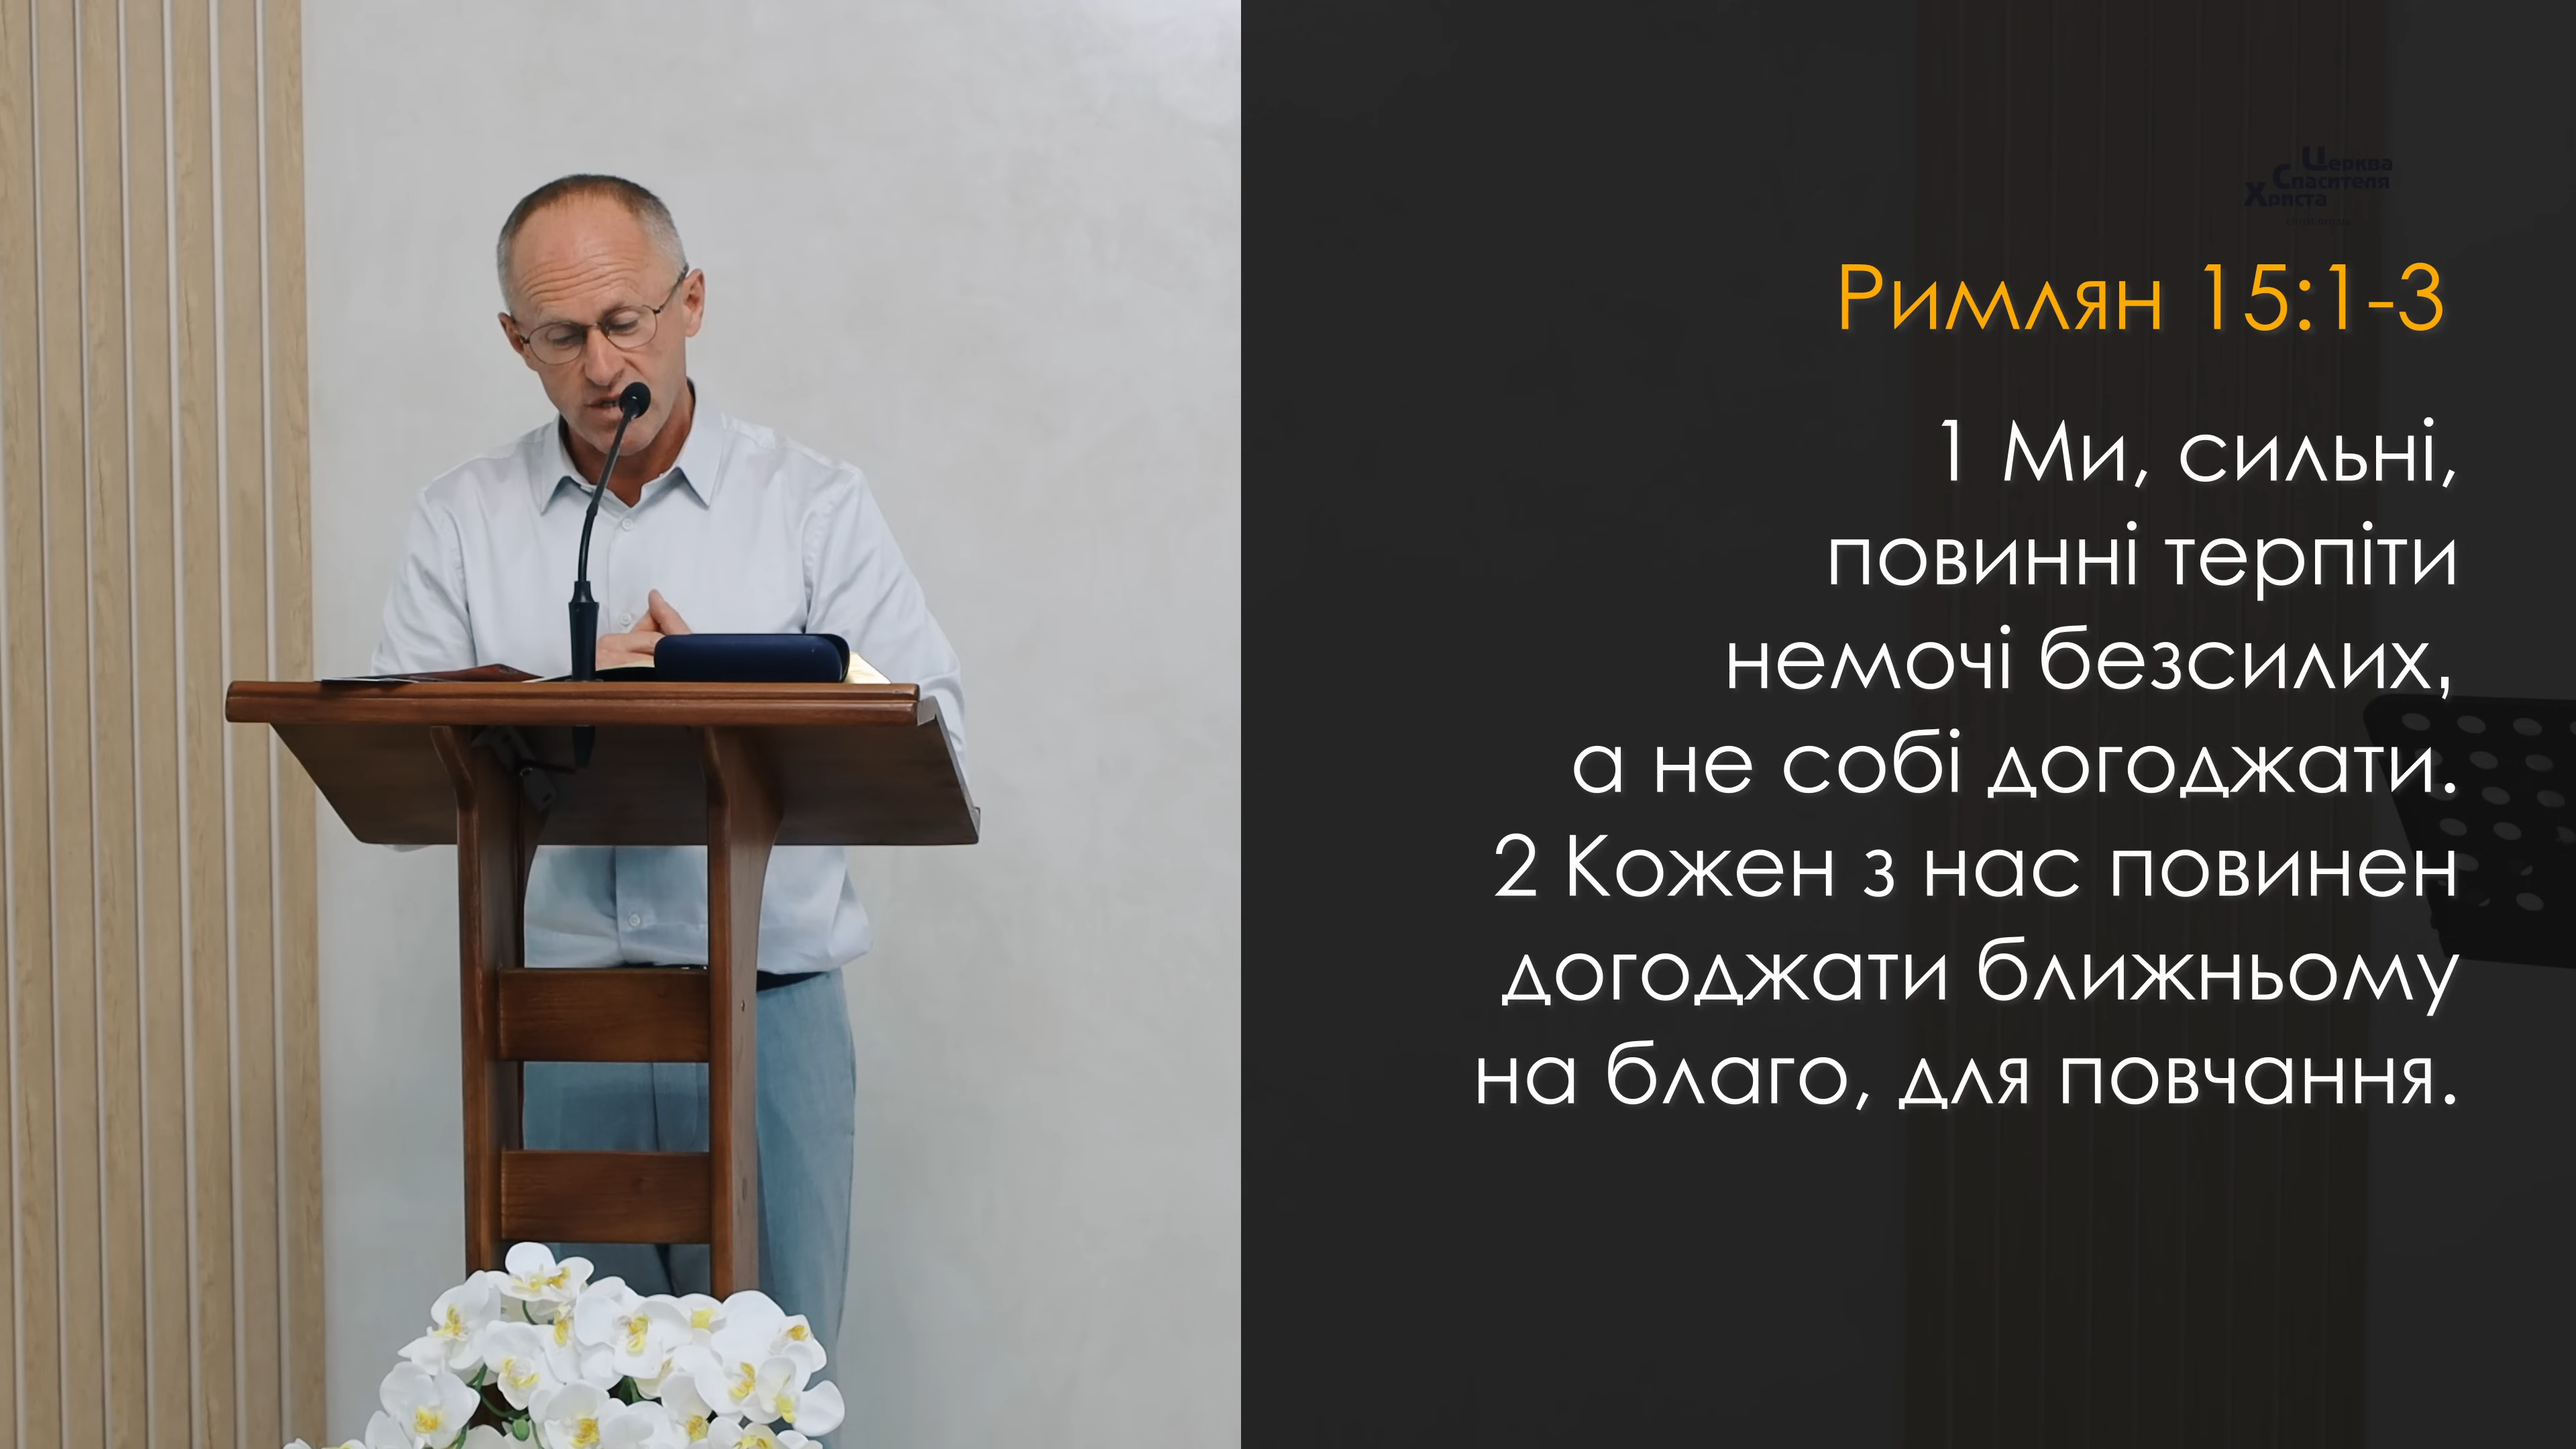 Церква
Спасителя
Христа
Римлян 15:1-3
1 Ми, сильні,
повинні терпіти
немочі безсилих,
а не собі догоджати.
2 Кожен з нас повинен
догоджати ближньому
на благо, для повчання.